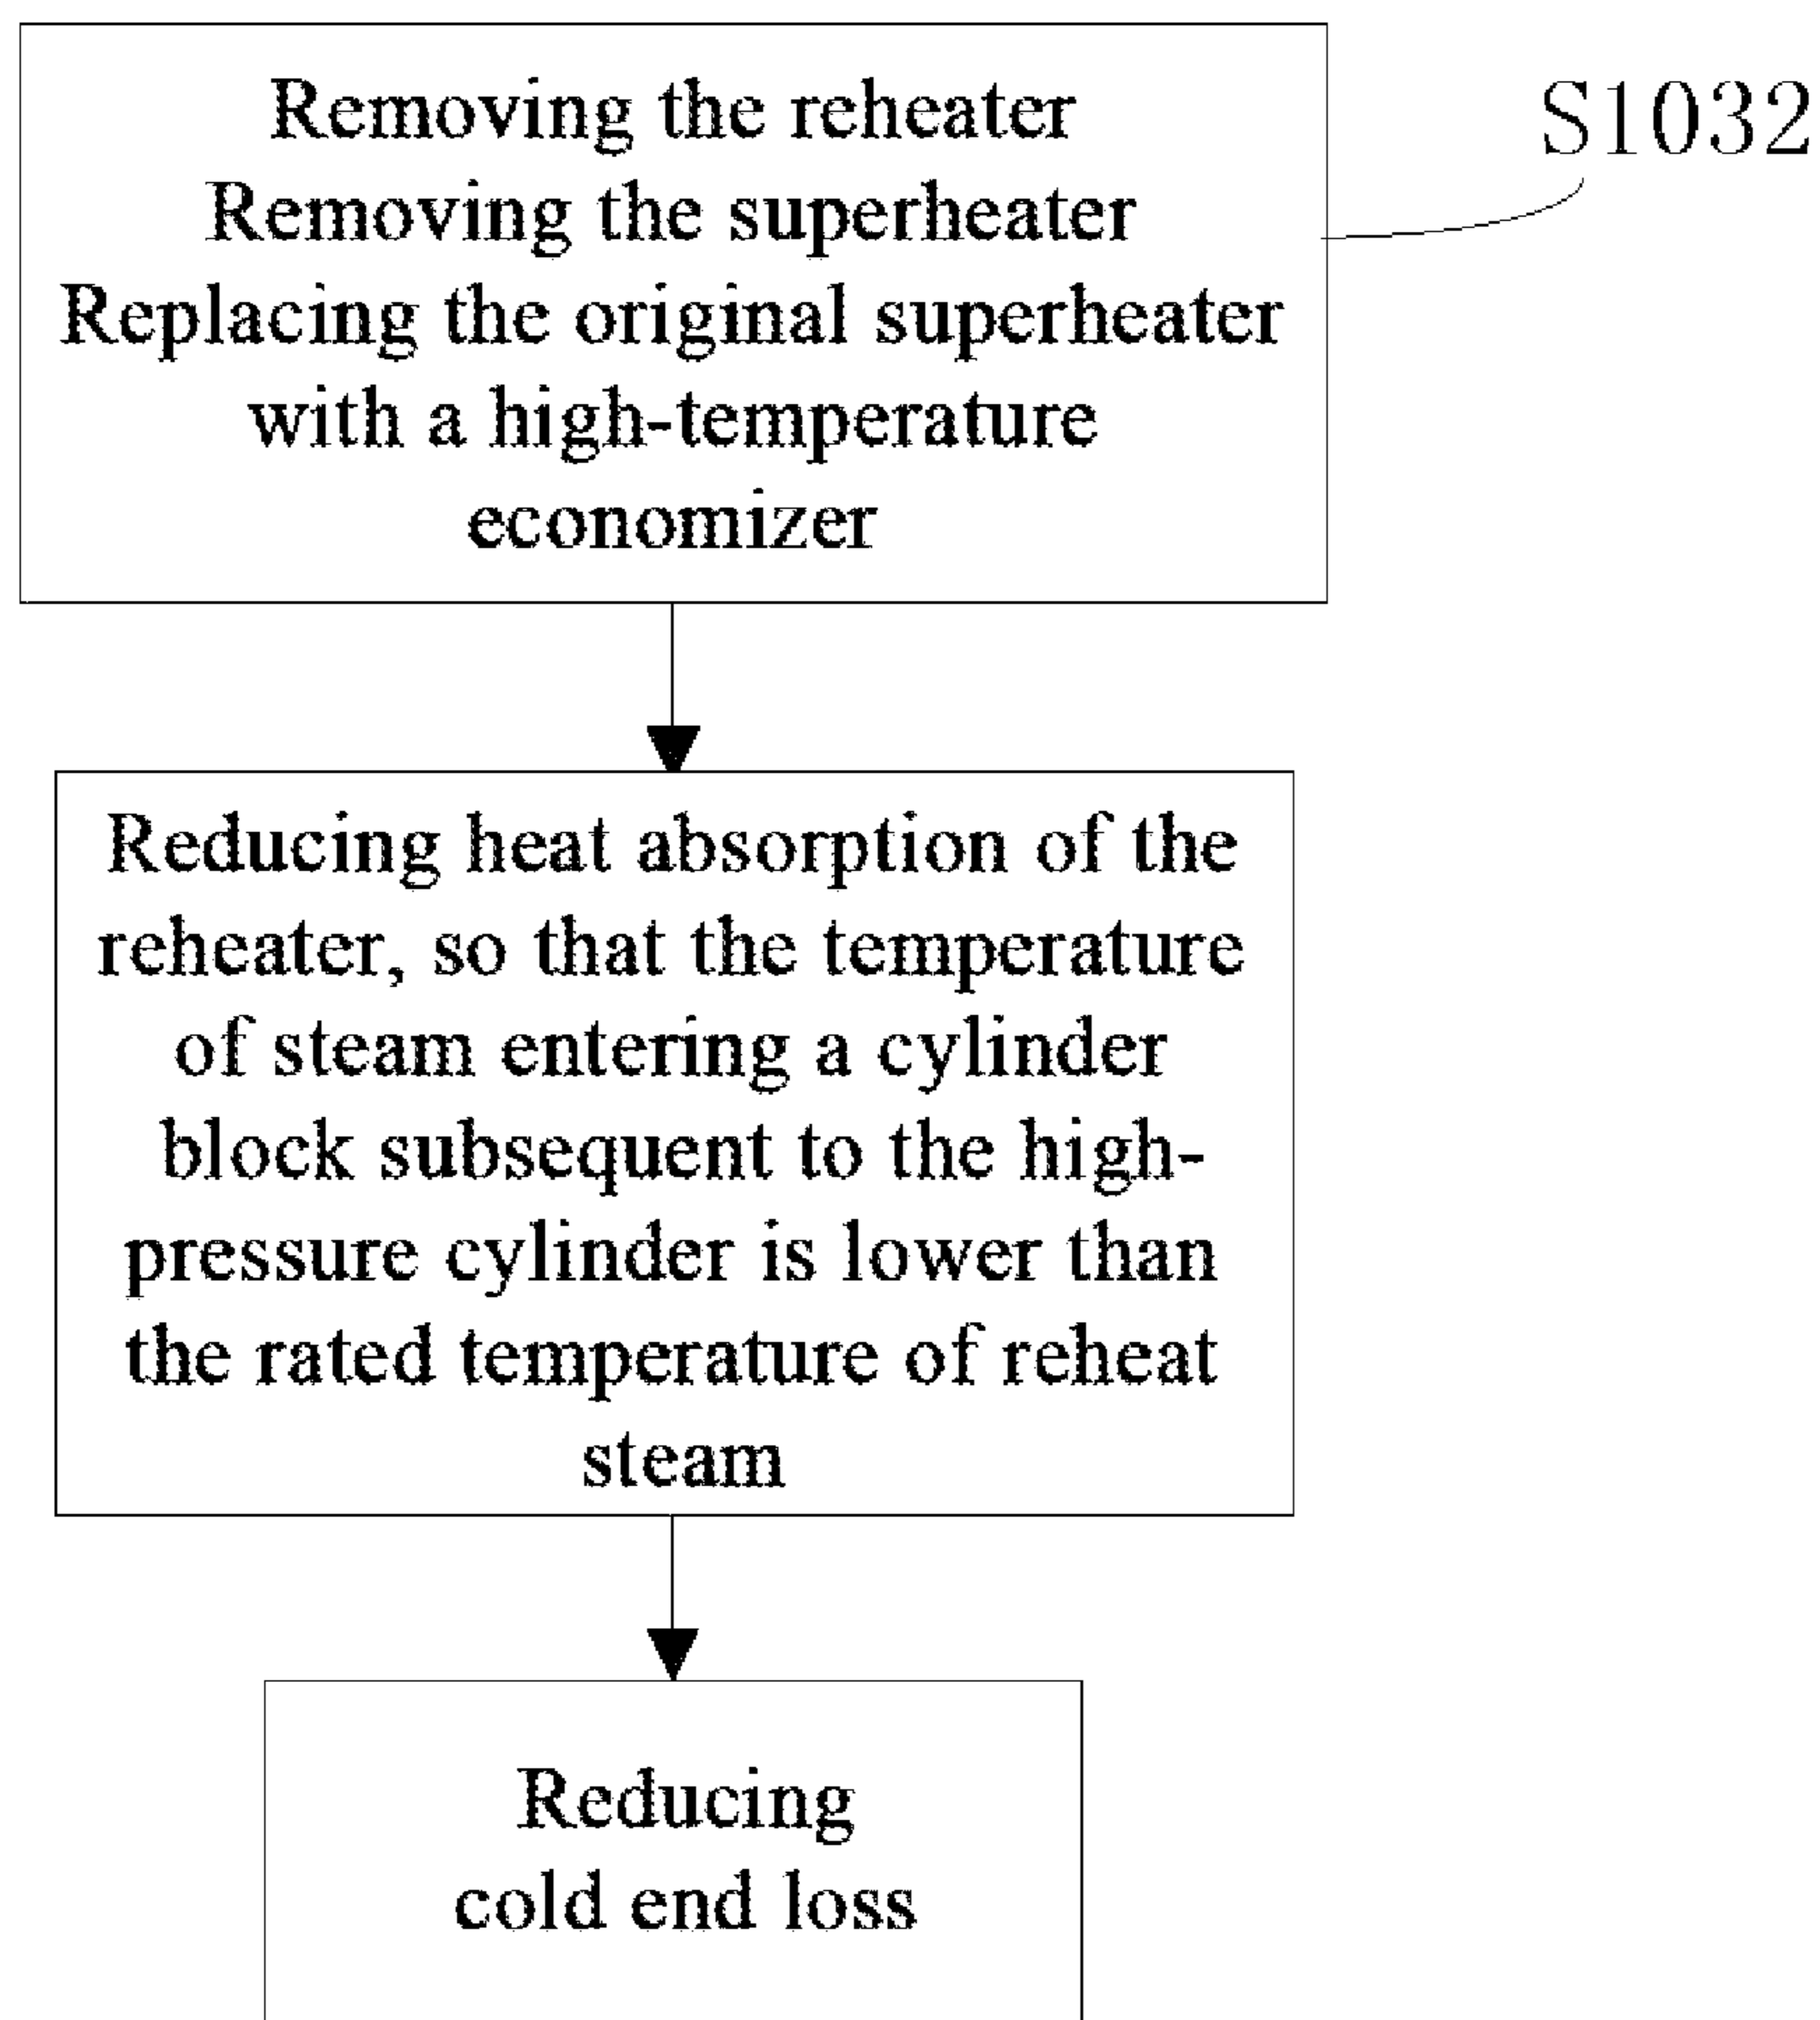 Removing the reheater
Removing the superheater
Replacing the original superheater
with a high-temperature
economizer
S1032
Reducing heat absorption of the
reheater, so that the temperature
of steam entering a cylinder
block subsequent to the high-
pressure cylinder is lower than
the rated temperature of reheat
steam
Reducing
cold end loss